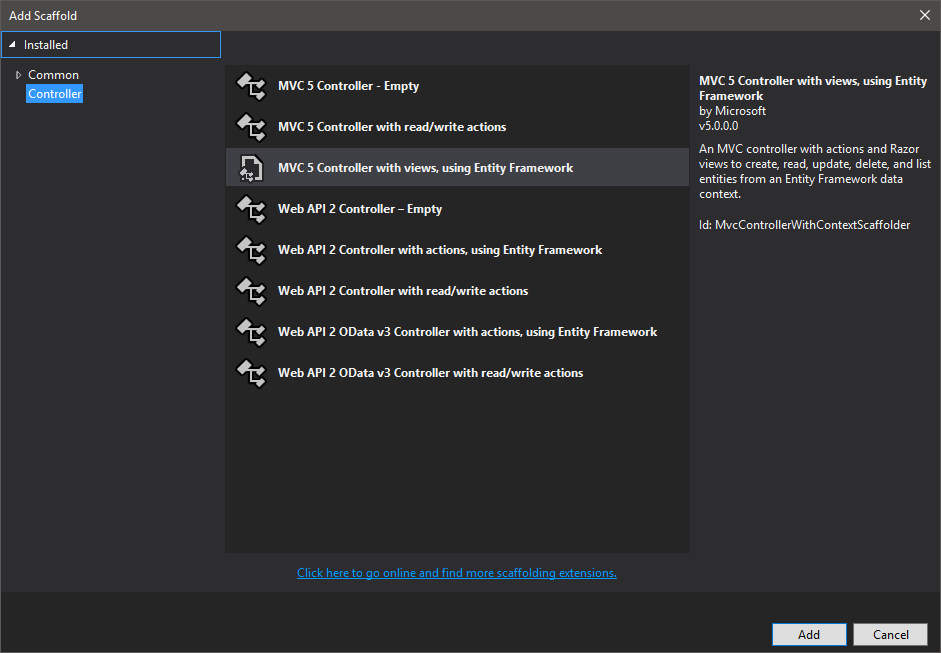 Add Scaffold
Installed
Common
Controller
MVC 5 Controller - Empty
MVC 5 Controller with read/write actions
MVC 5 Controller with views, using Entity Framework
Web API 2 Controller – Empty
Web API 2 Controller with actions, using Entity Framework
Web API 2 Controller with read/write actions
Web API 2 OData v3 Controller with actions, using Entity Framework
Web API 2 OData v3 Controller with read/write actions
Click here to go online and find more scaffolding extensions.
MVC 5 Controller with views, using Entity
Framework
by Microsoft
v5.0.0.0
An MVC controller with actions and Razor
views to create, read, update, delete, and list
entities from an Entity Framework data
context.
Id: MvcControllerWithContextScaffolder
Add
Cancel